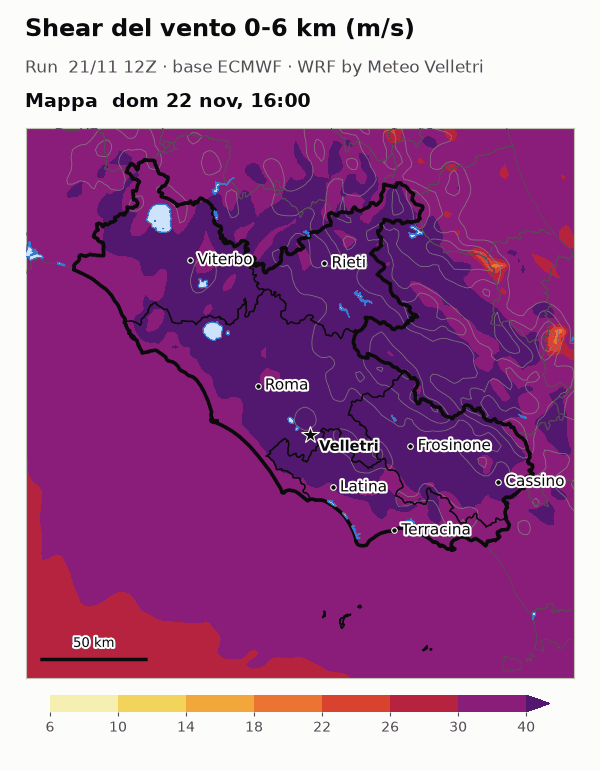 Shear del vento 0-6 km (m/s)
Run  21/11 12Z · base ECMWF · WRF by Meteo Velletri
Mappa  dom 22 nov, 16:00
Viterbo
Rieti
Roma
Velletri
Frosinone
Latina
Cassino
Terracina
50 km
6 10 14 18 22 26 30 40